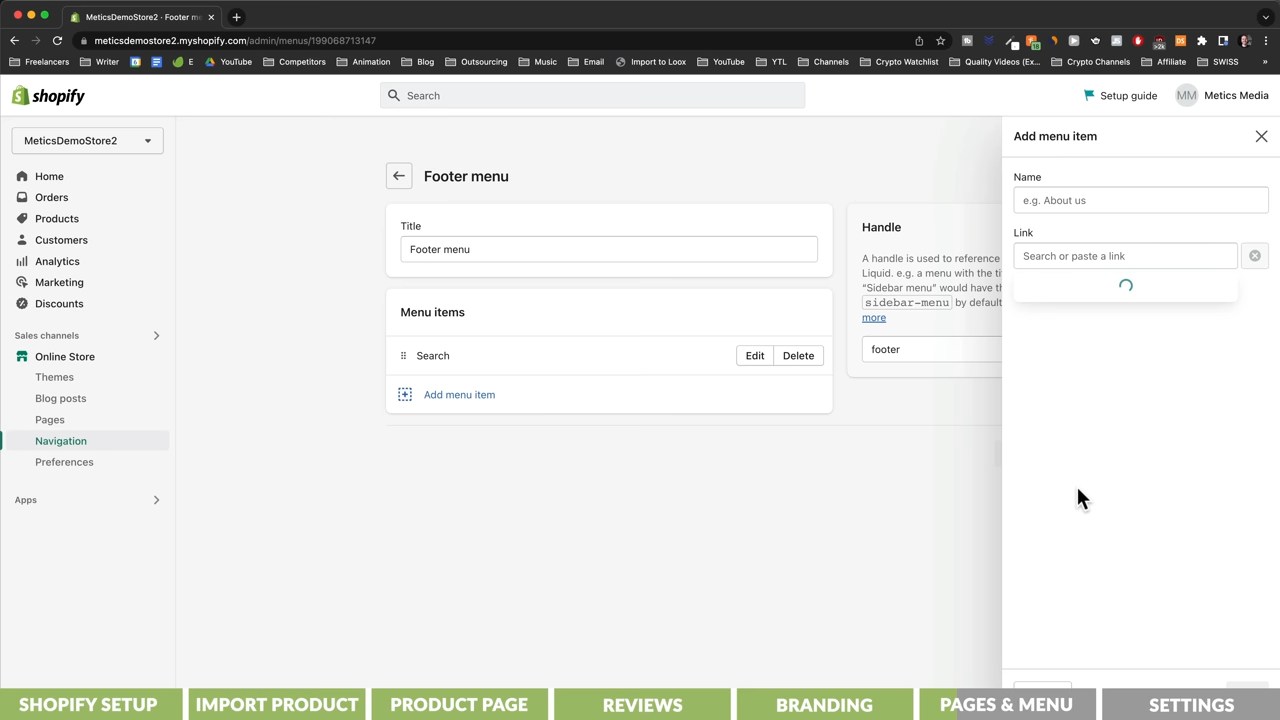 MeticsDemoStore2 · Footer me
meticsdemostore2.myshopify.com/admin/menus/199068713147
Freelancers Writer E YouTube Competitors Animation Blog Outsourcing Music Email Import to Loox YouTube YTL Channels Crypto Watchlist Quality Videos (Ex... Crypto Channels Affiliate SWISS »
shopify
Search
Setup guide
MM Metics Media
MeticsDemoStore2
Home
Orders
Products
Customers
Analytics
Marketing
Discounts
Sales channels
Online Store
Themes
Blog posts
Pages
Navigation
Preferences
Apps
Footer menu
Title
Footer menu
Menu items
Search Edit Delete
Add menu item
Handle
A handle is used to reference
Liquid. e.g. a menu with the ti
“Sidebar menu” would have th
sidebar-menu by default
more
footer
Add menu item
Name
e.g. About us
Link
Search or paste a link
SHOPIFY SETUP IMPORT PRODUCT PRODUCT PAGE REVIEWS BRANDING PAGES & MENU SETTINGS